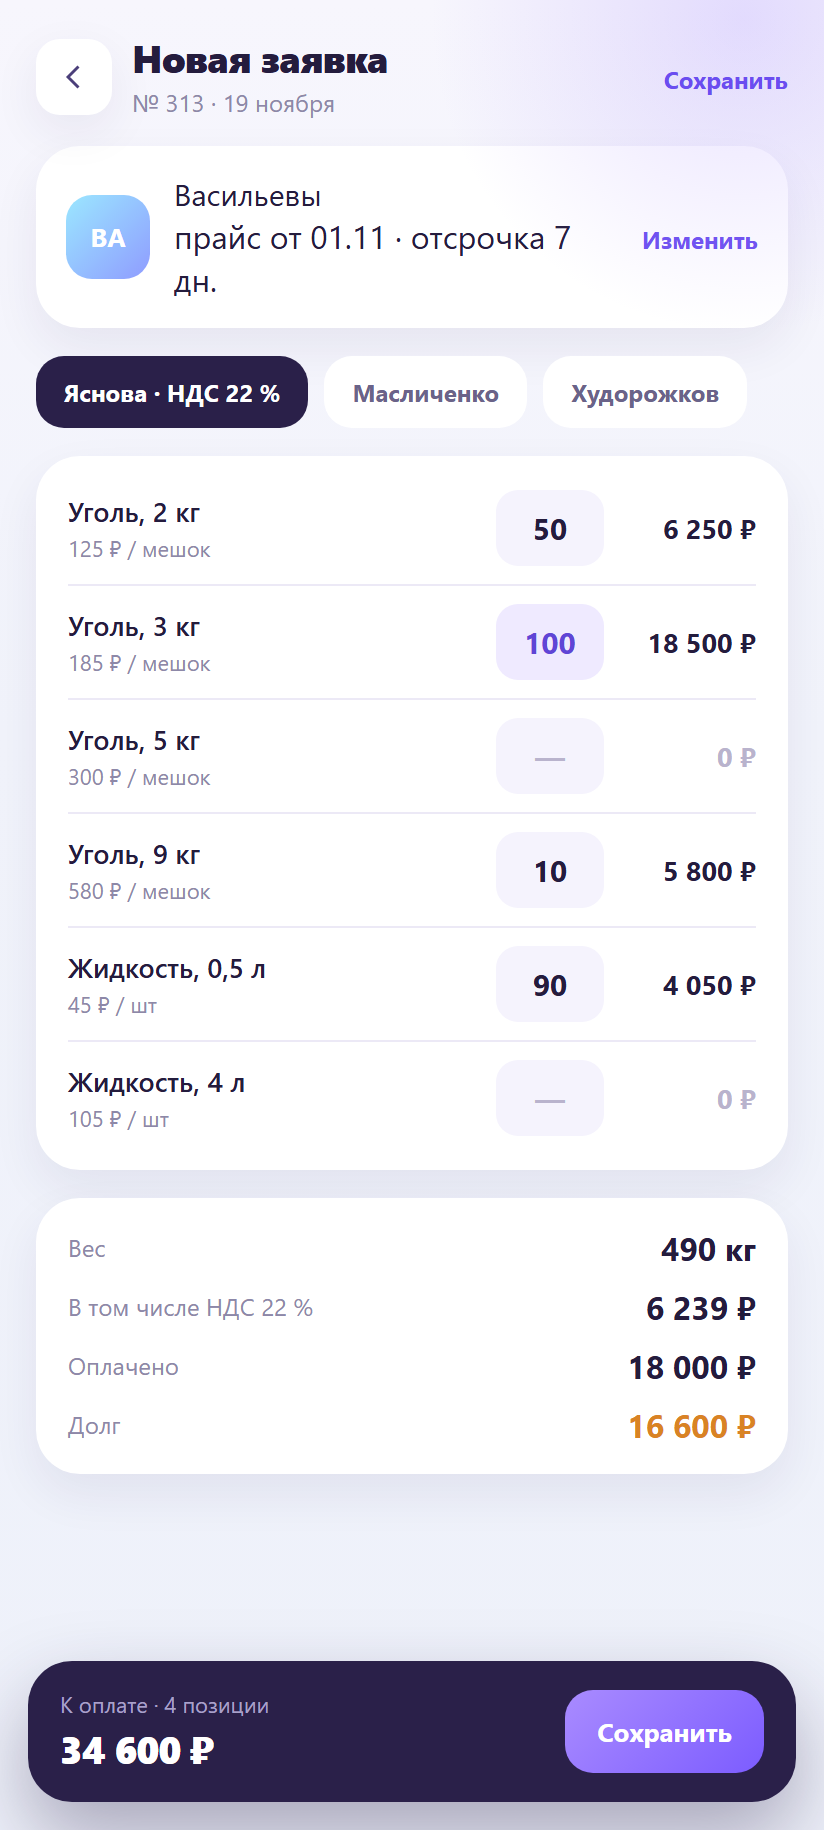 Новая заявка
№ 313 · 19 ноября
Сохранить
ВА
Васильевы
прайс от 01.11 · отсрочка 7
дн.
Изменить
Яснова · НДС 22 %
Масличенко
Худорожков
Уголь, 2 кг
125 ₽ / мешок
50
6 250 ₽
Уголь, 3 кг
185 ₽ / мешок
100
18 500 ₽
Уголь, 5 кг
300 ₽ / мешок
—
0 ₽
Уголь, 9 кг
580 ₽ / мешок
10
5 800 ₽
Жидкость, 0,5 л
45 ₽ / шт
90
4 050 ₽
Жидкость, 4 л
105 ₽ / шт
—
0 ₽
Вес
490 кг
В том числе НДС 22 %
6 239 ₽
Оплачено
18 000 ₽
Долг
16 600 ₽
К оплате · 4 позиции
34 600 ₽
Сохранить